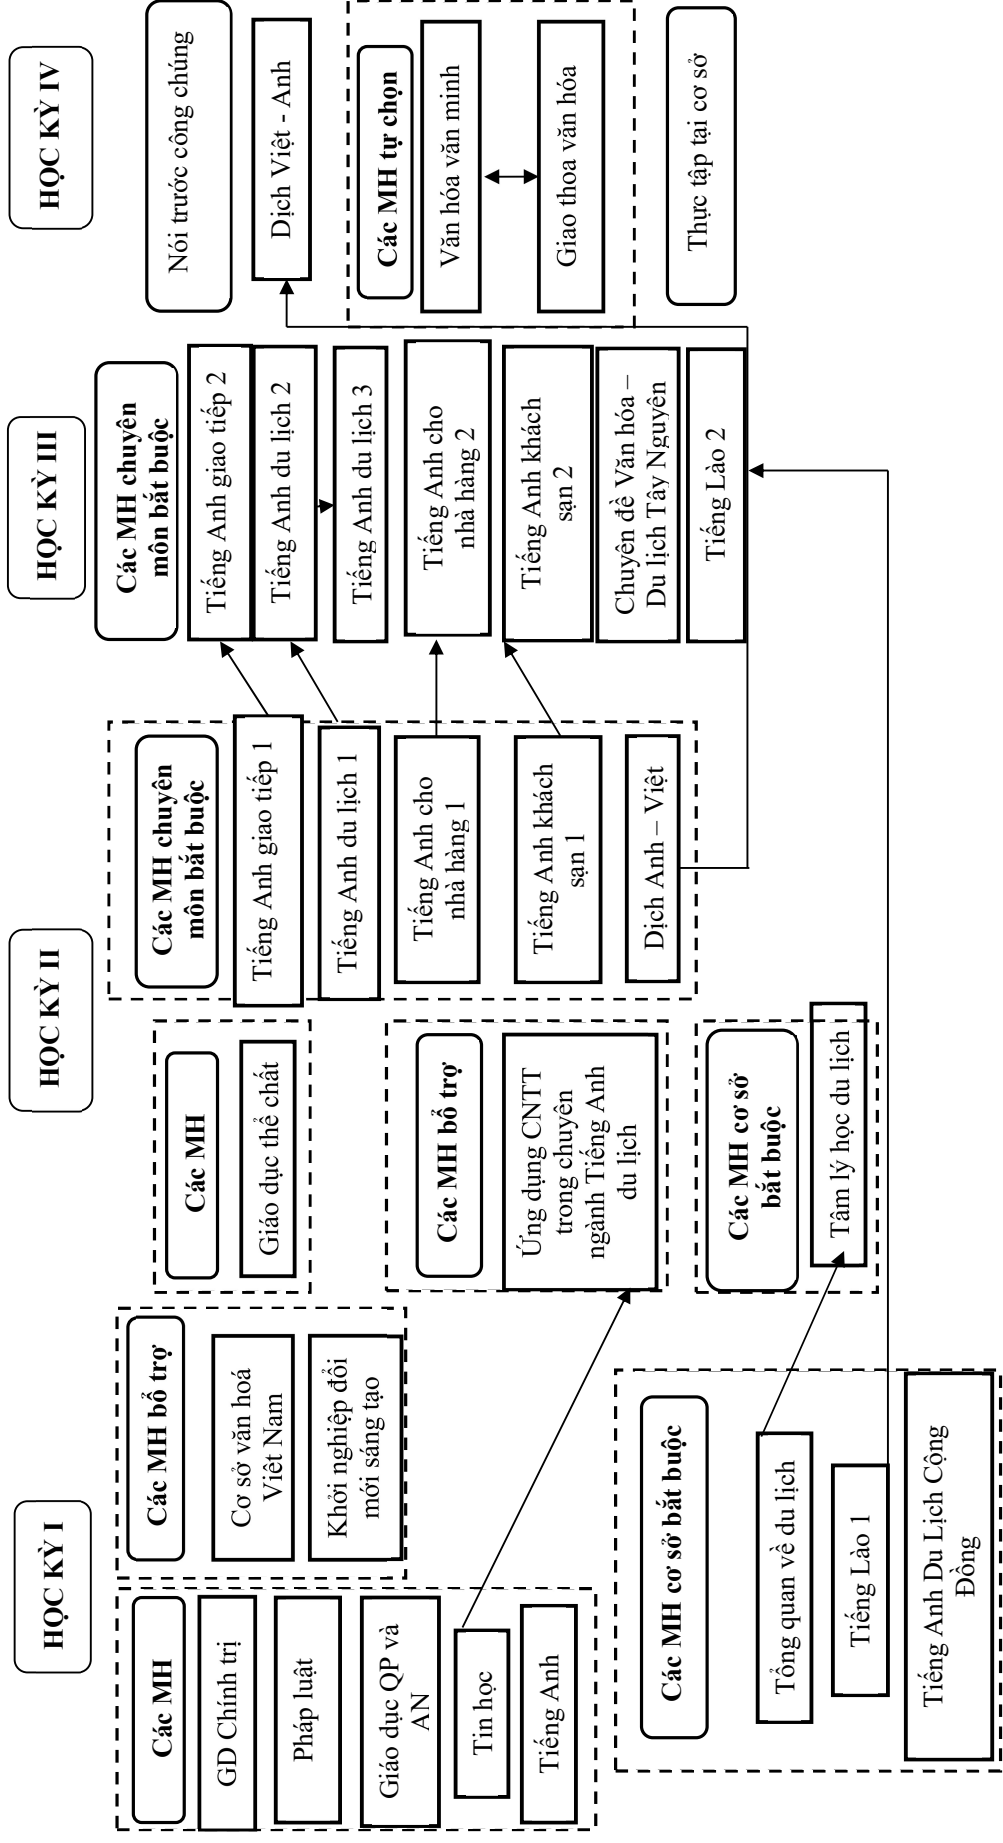 HỌC KỲ I
Các MH
GD Chính trị
Pháp luật
Giáo dục QP và
AN
Tin học
Tiếng Anh
Các MH bổ trợ
Cơ sở văn hoá
Việt Nam
Khởi nghiệp đổi
mới sáng tạo
Các MH cơ sở bắt buộc
Tổng quan về du lịch
Tiếng Lào 1
Tiếng Anh Du Lịch Cộng
Đồng
HỌC KỲ II
Các MH
Giáo dục thể chất
Các MH bổ trợ
Ứng dụng CNTT
trong chuyên
ngành Tiếng Anh
du lịch
Các MH cơ sở
bắt buộc
Tâm lý học du lịch
Các MH chuyên
môn bắt buộc
Tiếng Anh giao tiếp 1
Tiếng Anh du lịch 1
Tiếng Anh cho
nhà hàng 1
Tiếng Anh khách
sạn 1
Dịch Anh – Việt
HỌC KỲ III
Các MH chuyên
môn bắt buộc
Tiếng Anh giao tiếp 2
Tiếng Anh du lịch 2
Tiếng Anh du lịch 3
Tiếng Anh cho
nhà hàng 2
Tiếng Anh khách
sạn 2
Chuyên đề Văn hóa –
Du lịch Tây Nguyên
Tiếng Lào 2
HỌC KỲ IV
Nói trước công chúng
Dịch Việt - Anh
Các MH tự chọn
Văn hóa văn minh
Giao thoa văn hóa
Thực tập tại cơ sở